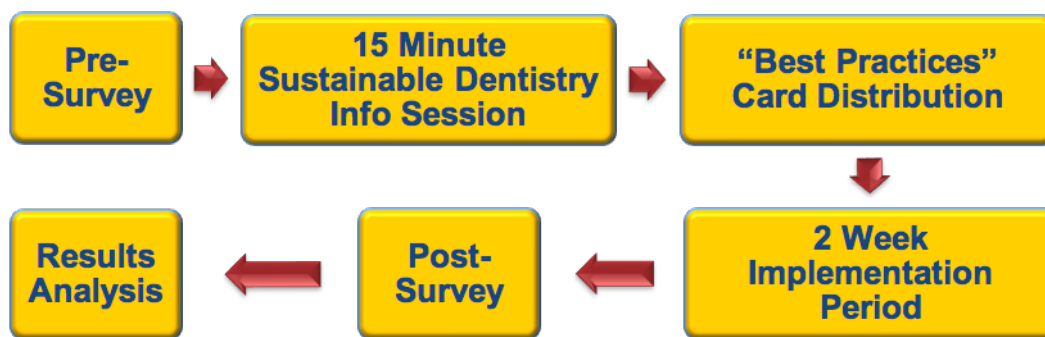 Pre-
Survey
15 Minute
Sustainable Dentistry
Info Session
“Best Practices”
Card Distribution
2 Week
Implementation
Period
Post-
Survey
Results
Analysis